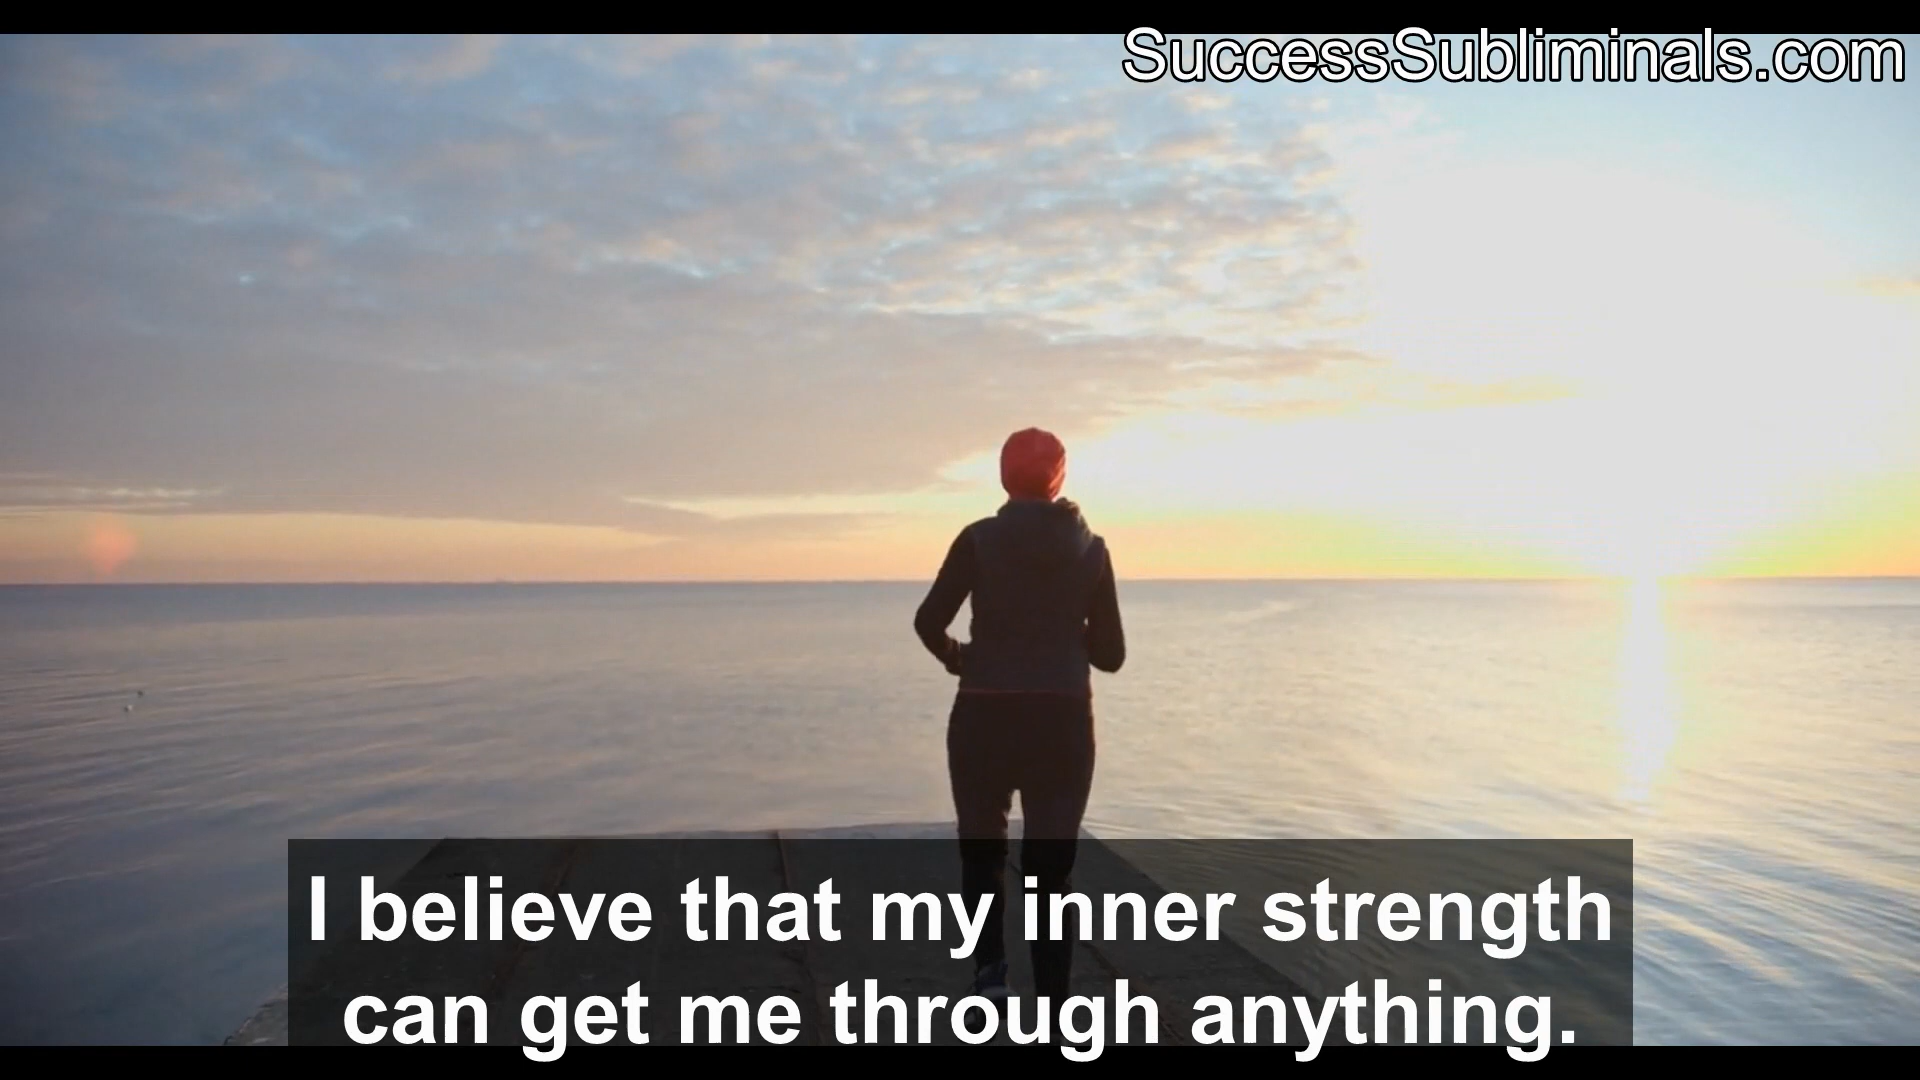 SuccessSubliminals.com
I believe that my inner strength
can get me through anything.